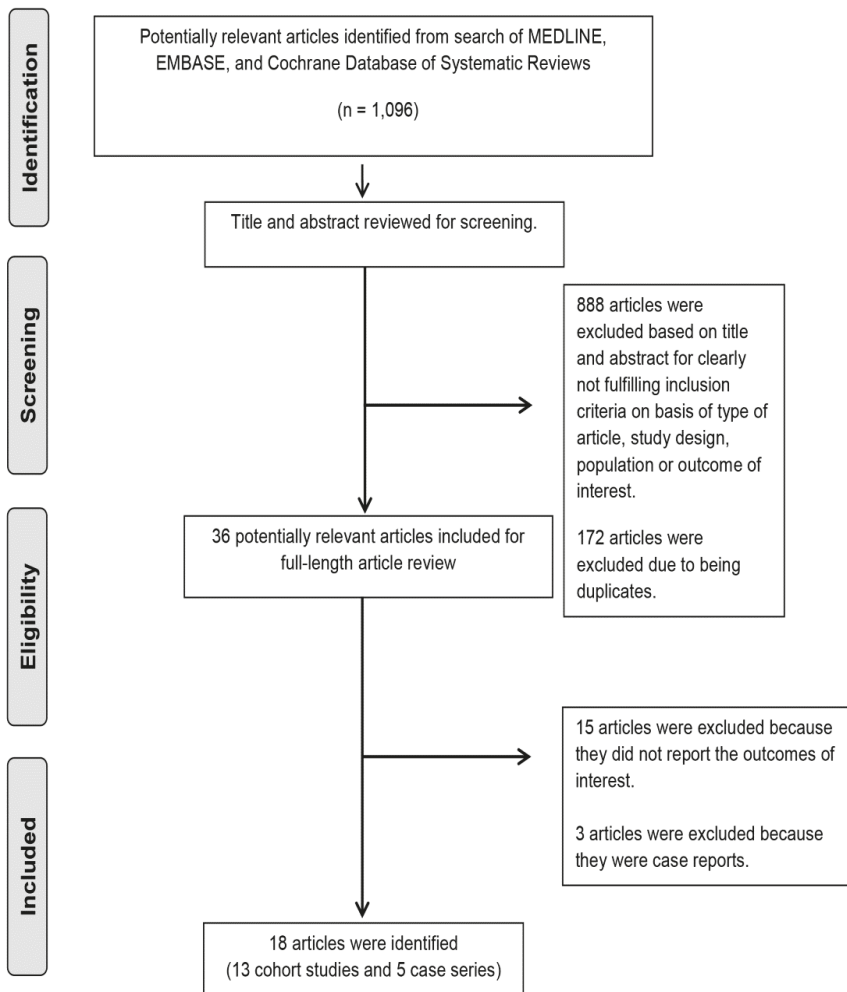 Identification
Potentially relevant articles identified from search of MEDLINE,
EMBASE, and Cochrane Database of Systematic Reviews
(n = 1,096)
Title and abstract reviewed for screening.
Screening
888 articles were
excluded based on title
and abstract for clearly
not fulfilling inclusion
criteria on basis of type of
article, study design,
population or outcome of
interest.
172 articles were
excluded due to being
duplicates.
Eligibility
36 potentially relevant articles included for
full-length article review
15 articles were excluded because
they did not report the outcomes of
interest.
3 articles were excluded because
they were case reports.
Included
18 articles were identified
(13 cohort studies and 5 case series)